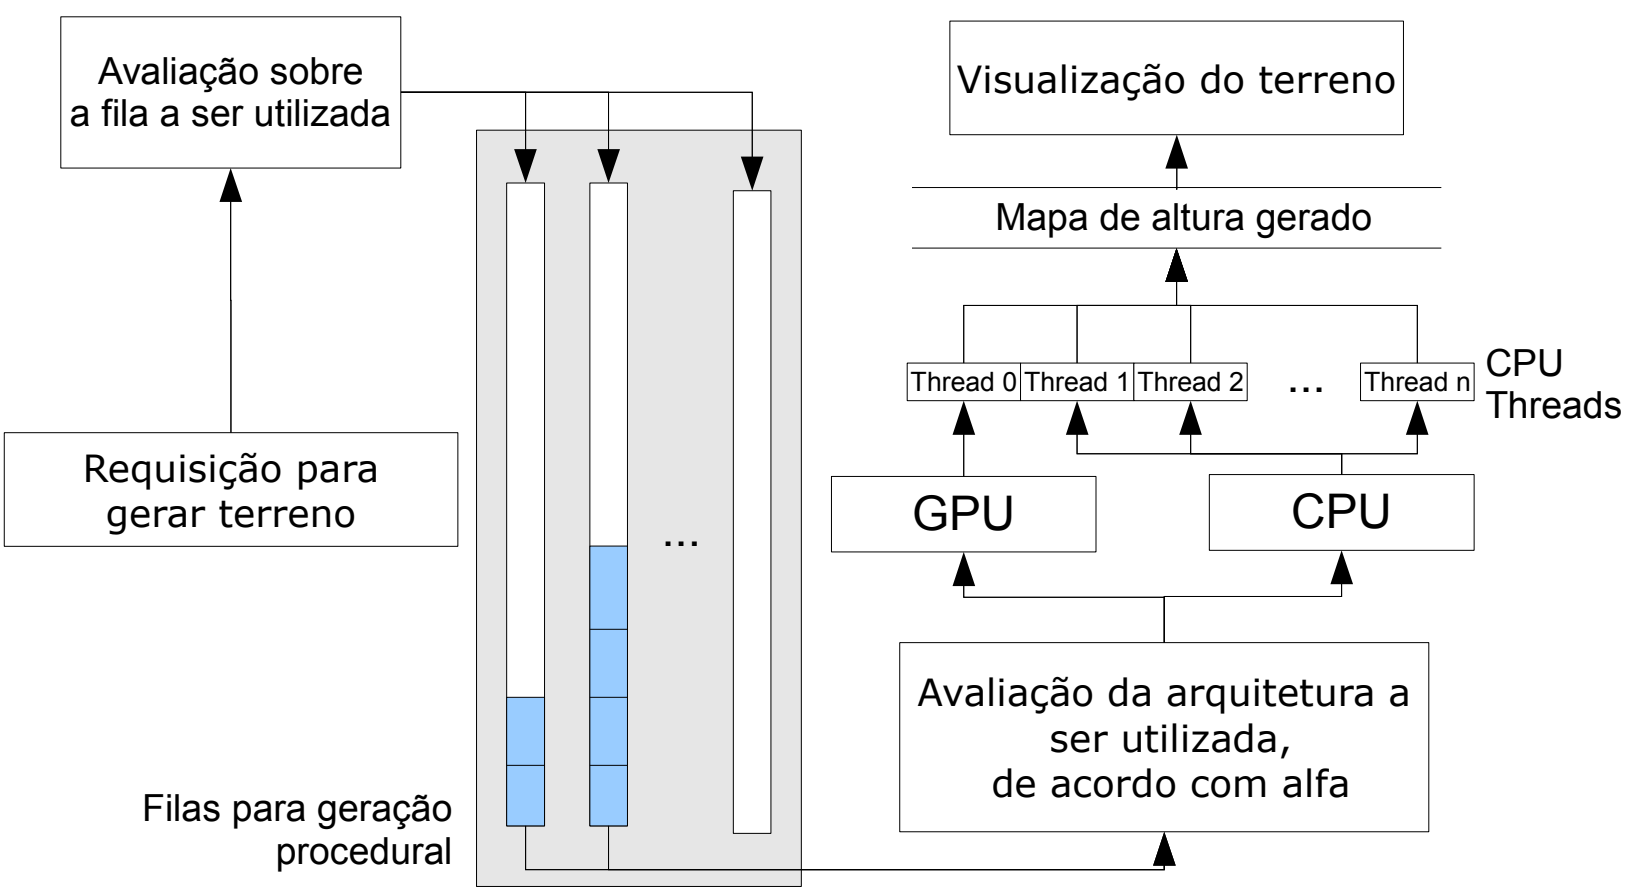 Avaliação sobre
a fila a ser utilizada
Requisição para
gerar terreno
Filas para geração
procedural
...
Visualização do terreno
Mapa de altura gerado
Thread 0 Thread 1 Thread 2 ... Thread n
CPU
Threads
GPU
CPU
Avaliação da arquitetura a
ser utilizada,
de acordo com alfa